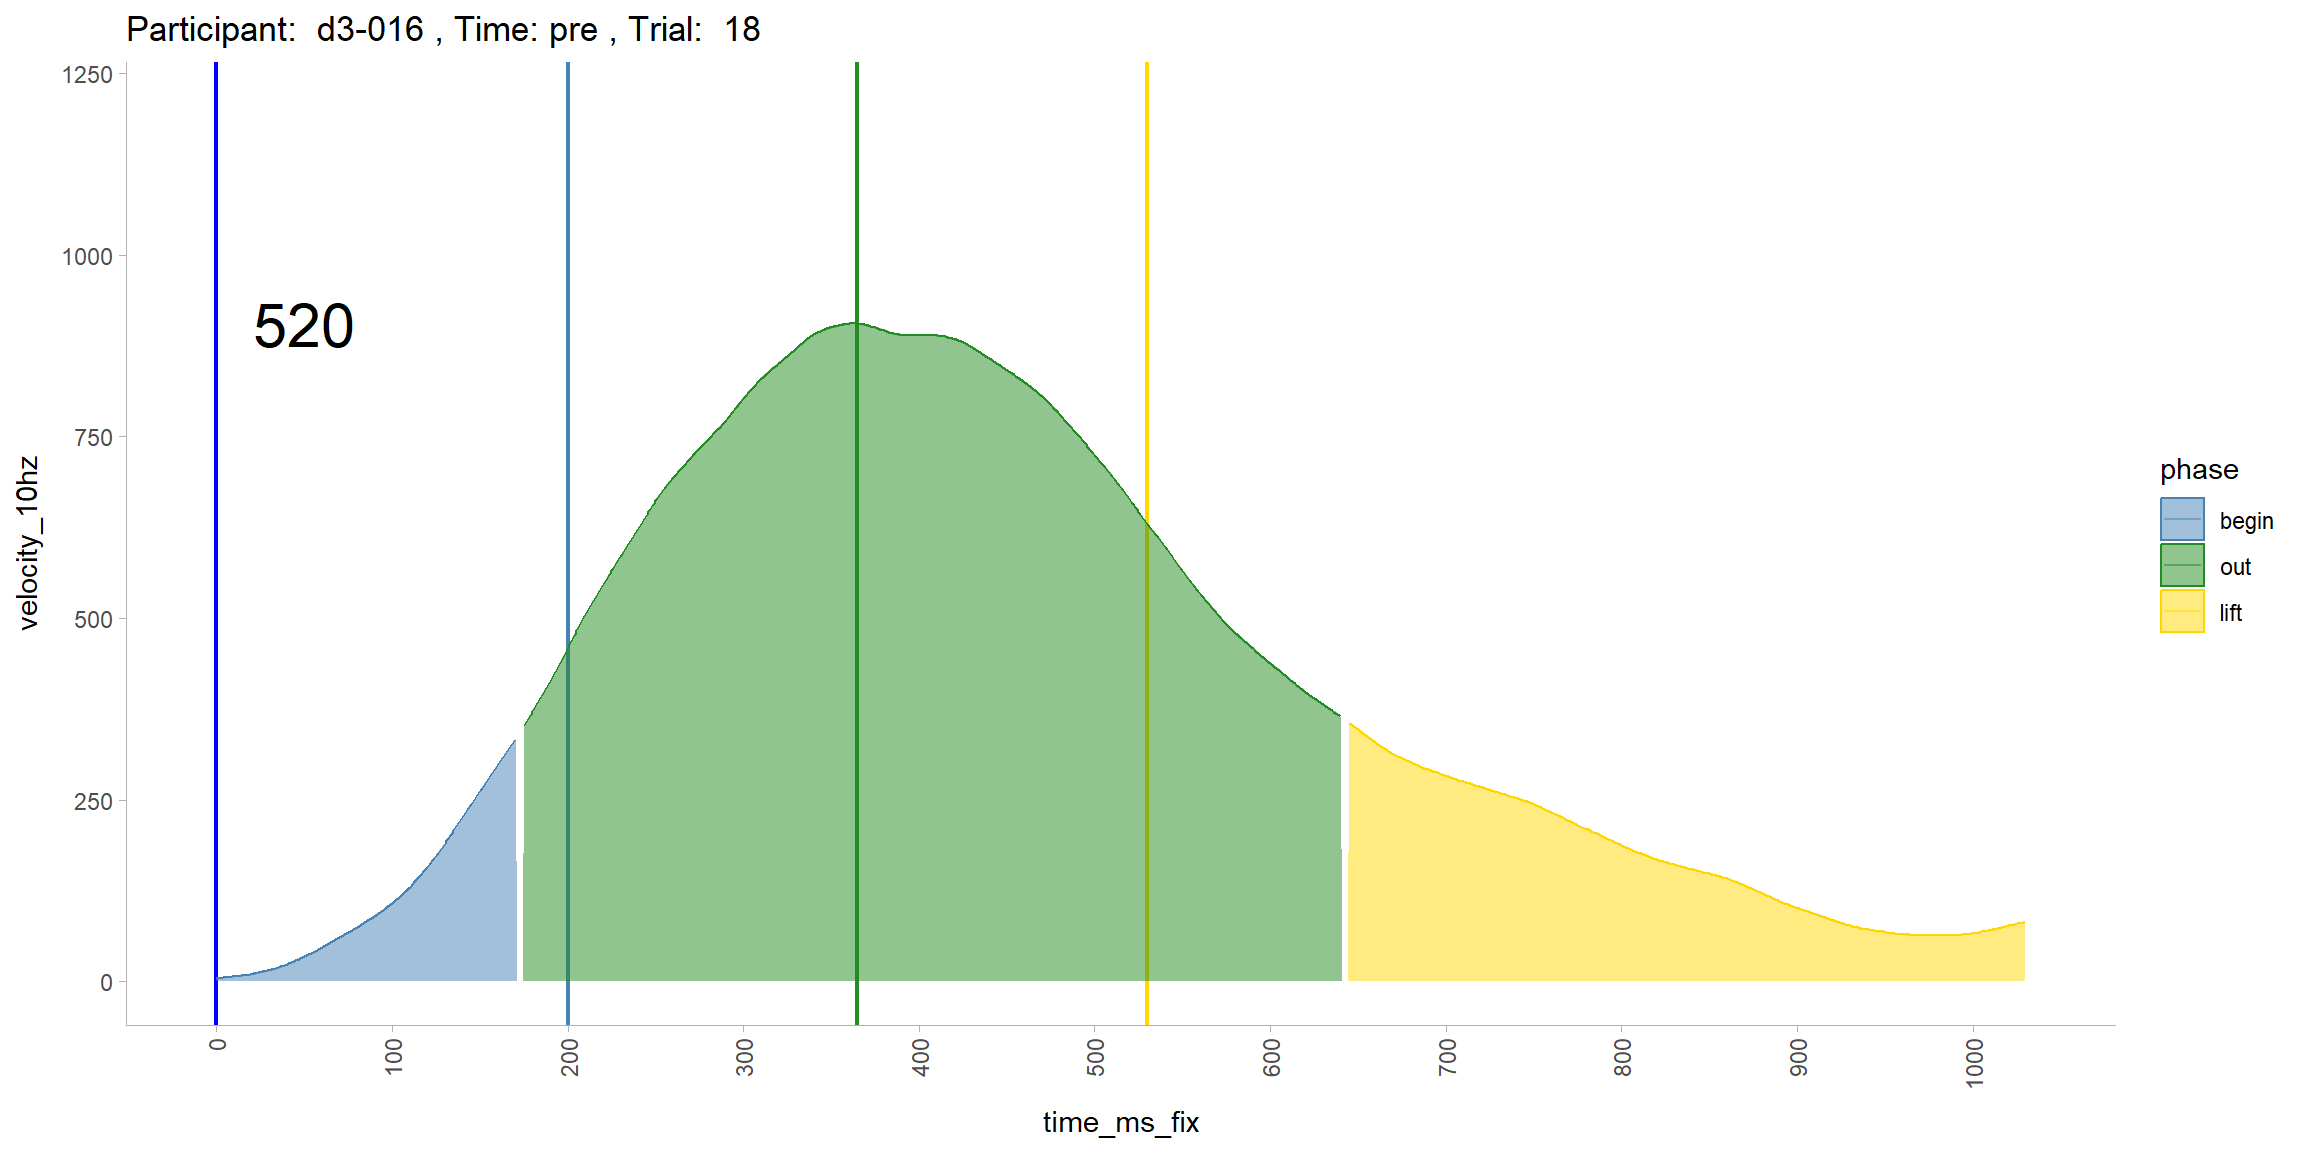 Participant:  d3-016 , Time: pre , Trial:  18
1250
1000
750
500
250
0
velocity_10hz
520
0
100
200
300
400
500
600
700
800
900
1000
time_ms_fix
phase
begin
out
lift